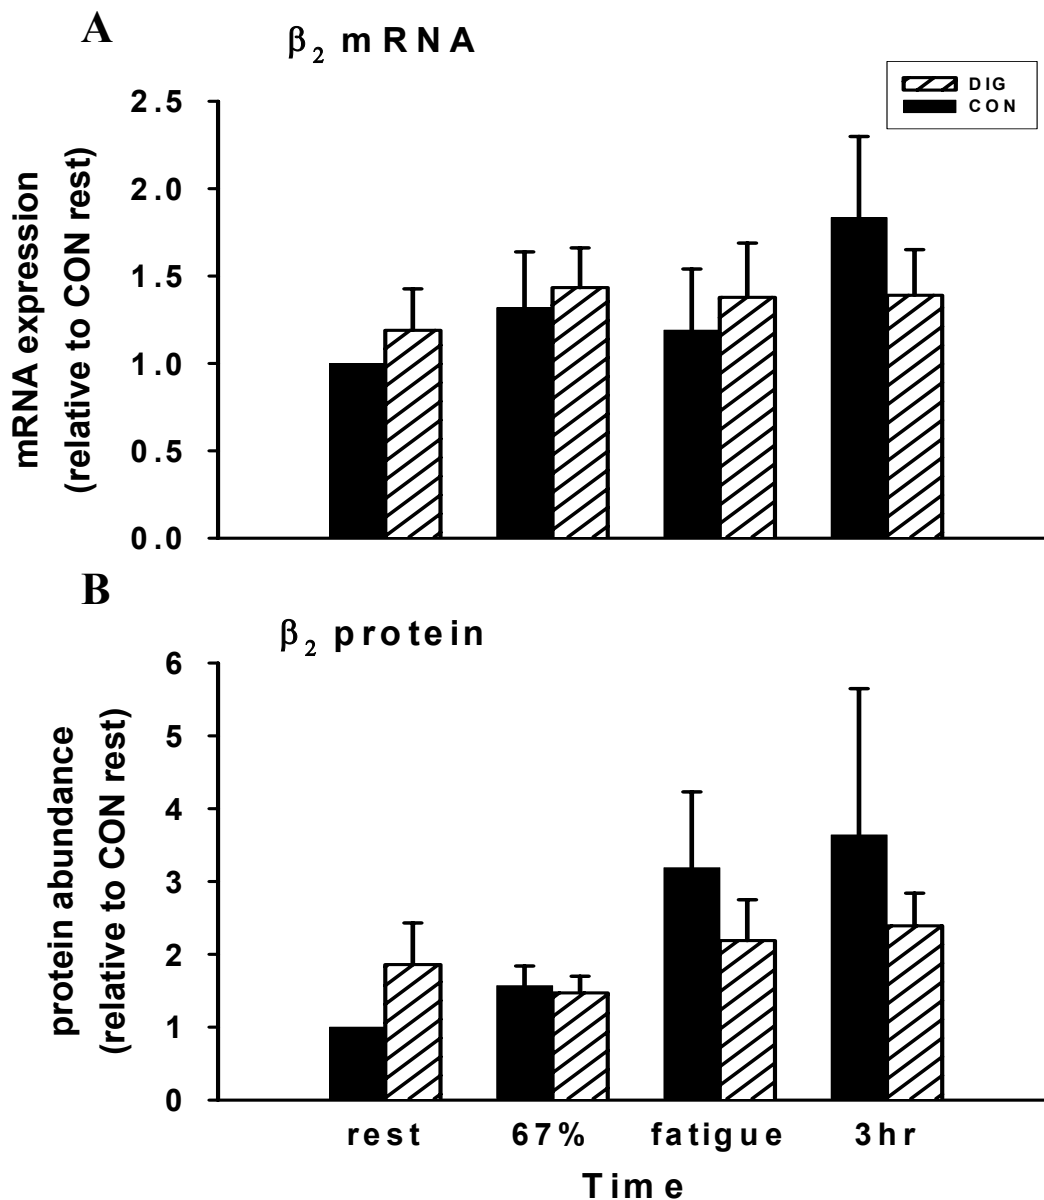 A
β₂ mRNA
DIG
CON
mRNA expression
(relative to CON rest)
2.5
2.0
1.5
1.0
0.5
0.0
B
β₂ protein
protein abundance
(relative to CON rest)
6
5
4
3
2
1
0
rest 67% fatigue 3hr
Time